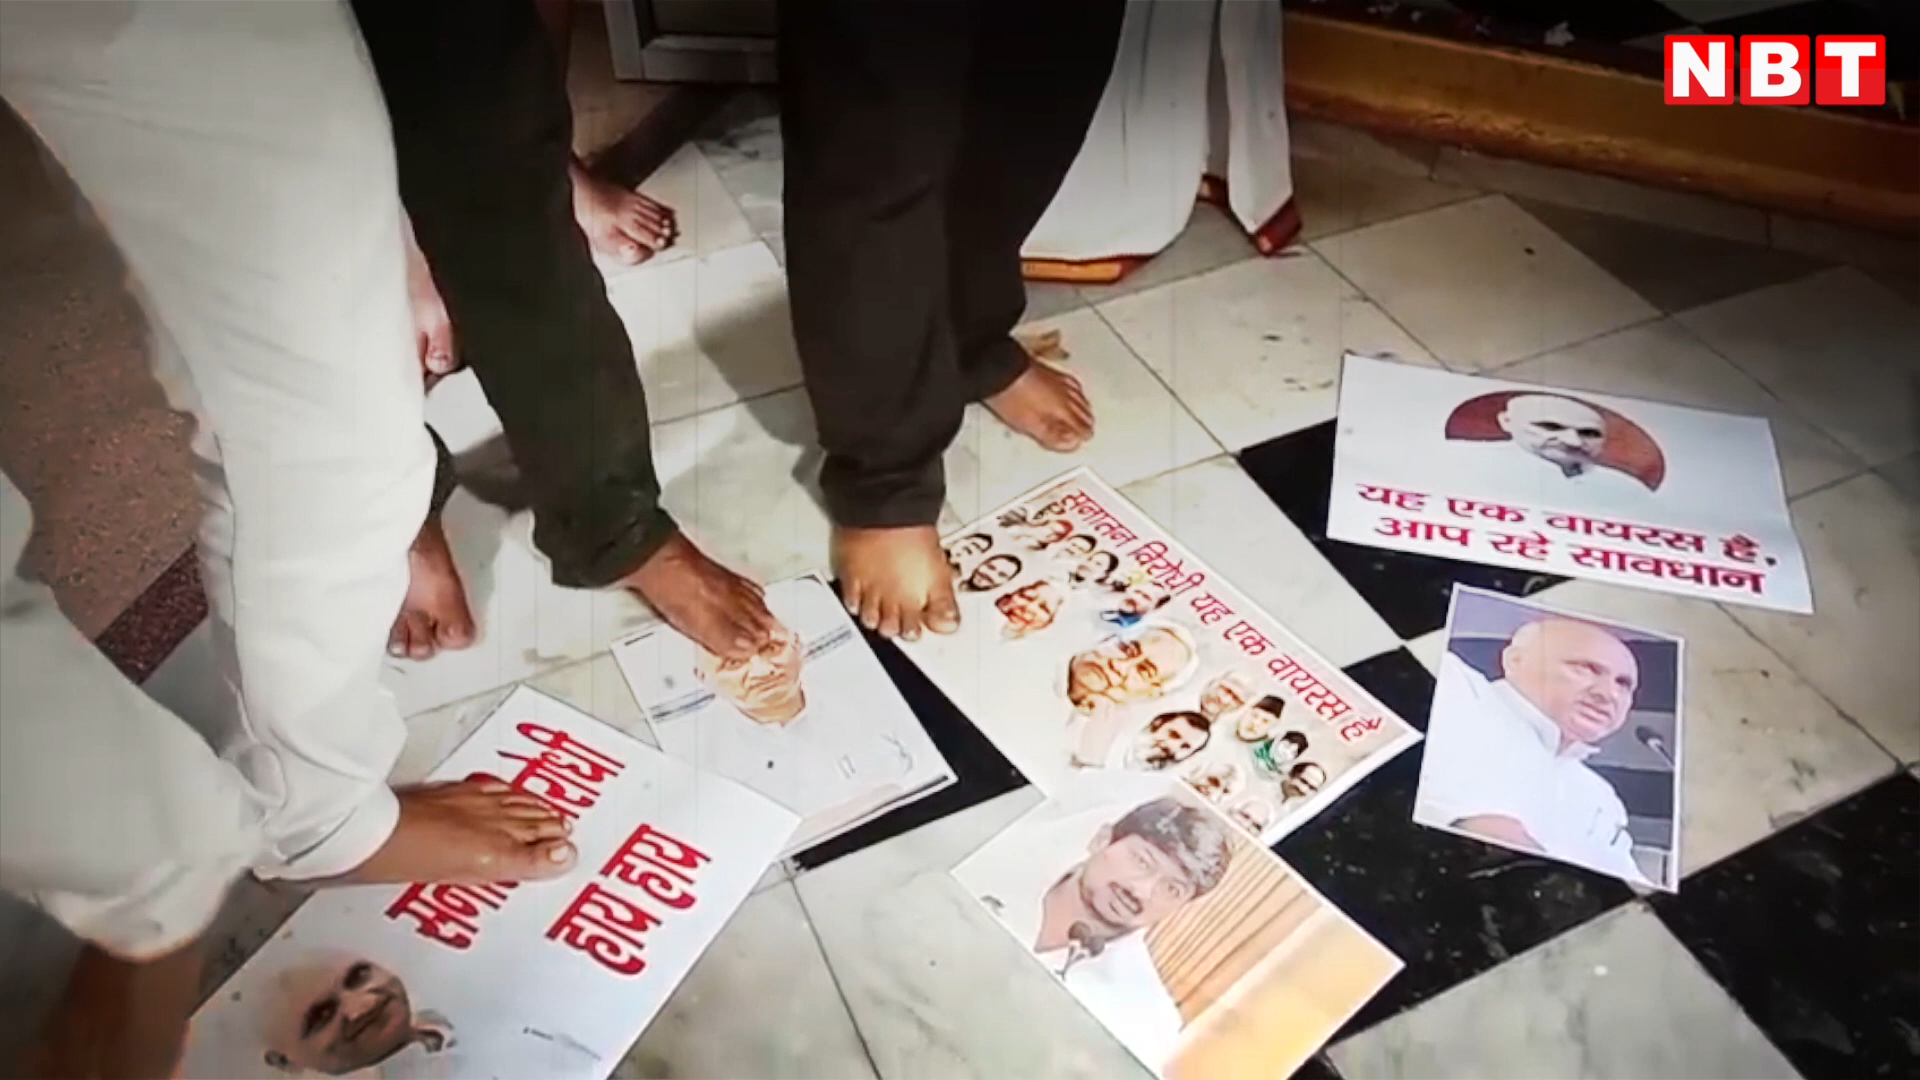 NBT
यह एक वायरस है,
आप रहे सावधान
सनातन विरोधी यह एक वायरस है
हाय हाय